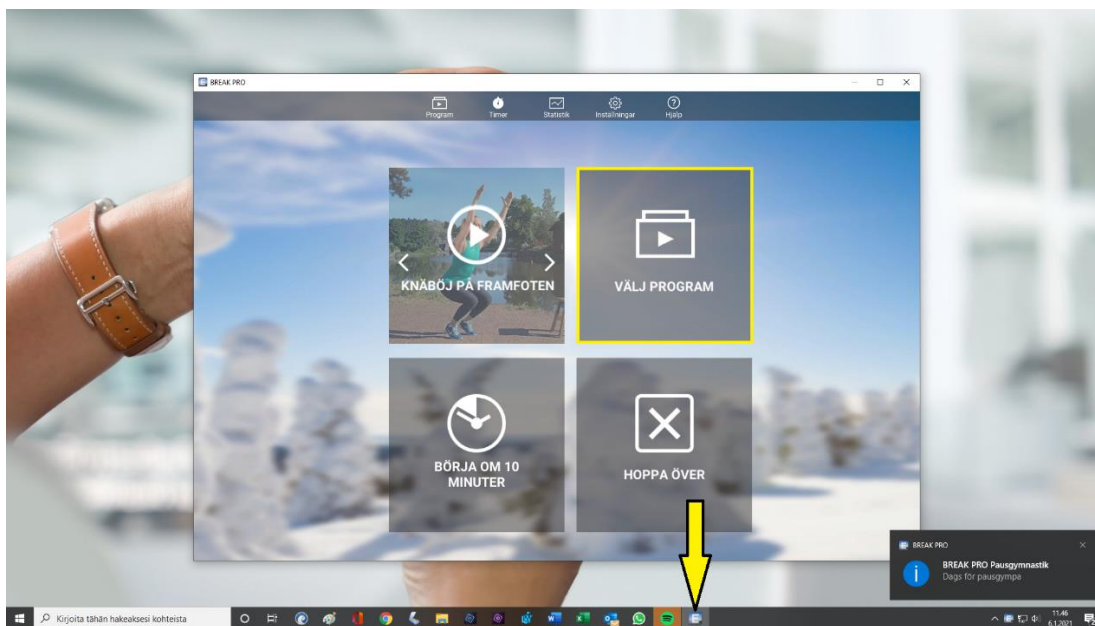 BREAK PRO
Program Timer Statistik Inställningar Hjälp
KNÄBÖJ PÅ FRAMFOTEN
VÄLJ PROGRAM
BÖRJA OM 10
MINUTER
HOPPA ÖVER
BREAK PRO
BREAK PRO Pausgymnastik
Dags för pausgympa
Kirjoita tähän hakeaksesi kohteista
11.46
6.1.2021